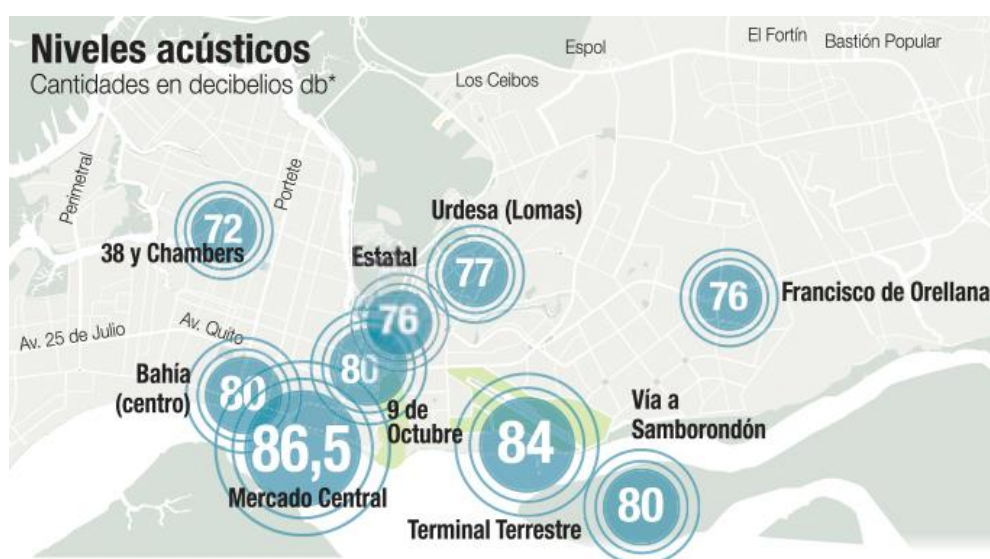 Niveles acústicos
Cantidades en decibelios db*
Espol
El Fortín
Bastión Popular
Los Ceibos
Perimetral
Portete
72
38 y Chambers
Urdesa (Lomas)
77
Estatal
76
76
Francisco de Orellana
Av. 25 de Julio
Av. Quito
80
Bahía
(centro)
80
9 de
Octubre
86,5
Mercado Central
84
Terminal Terrestre
Vía a
Samborondón
80